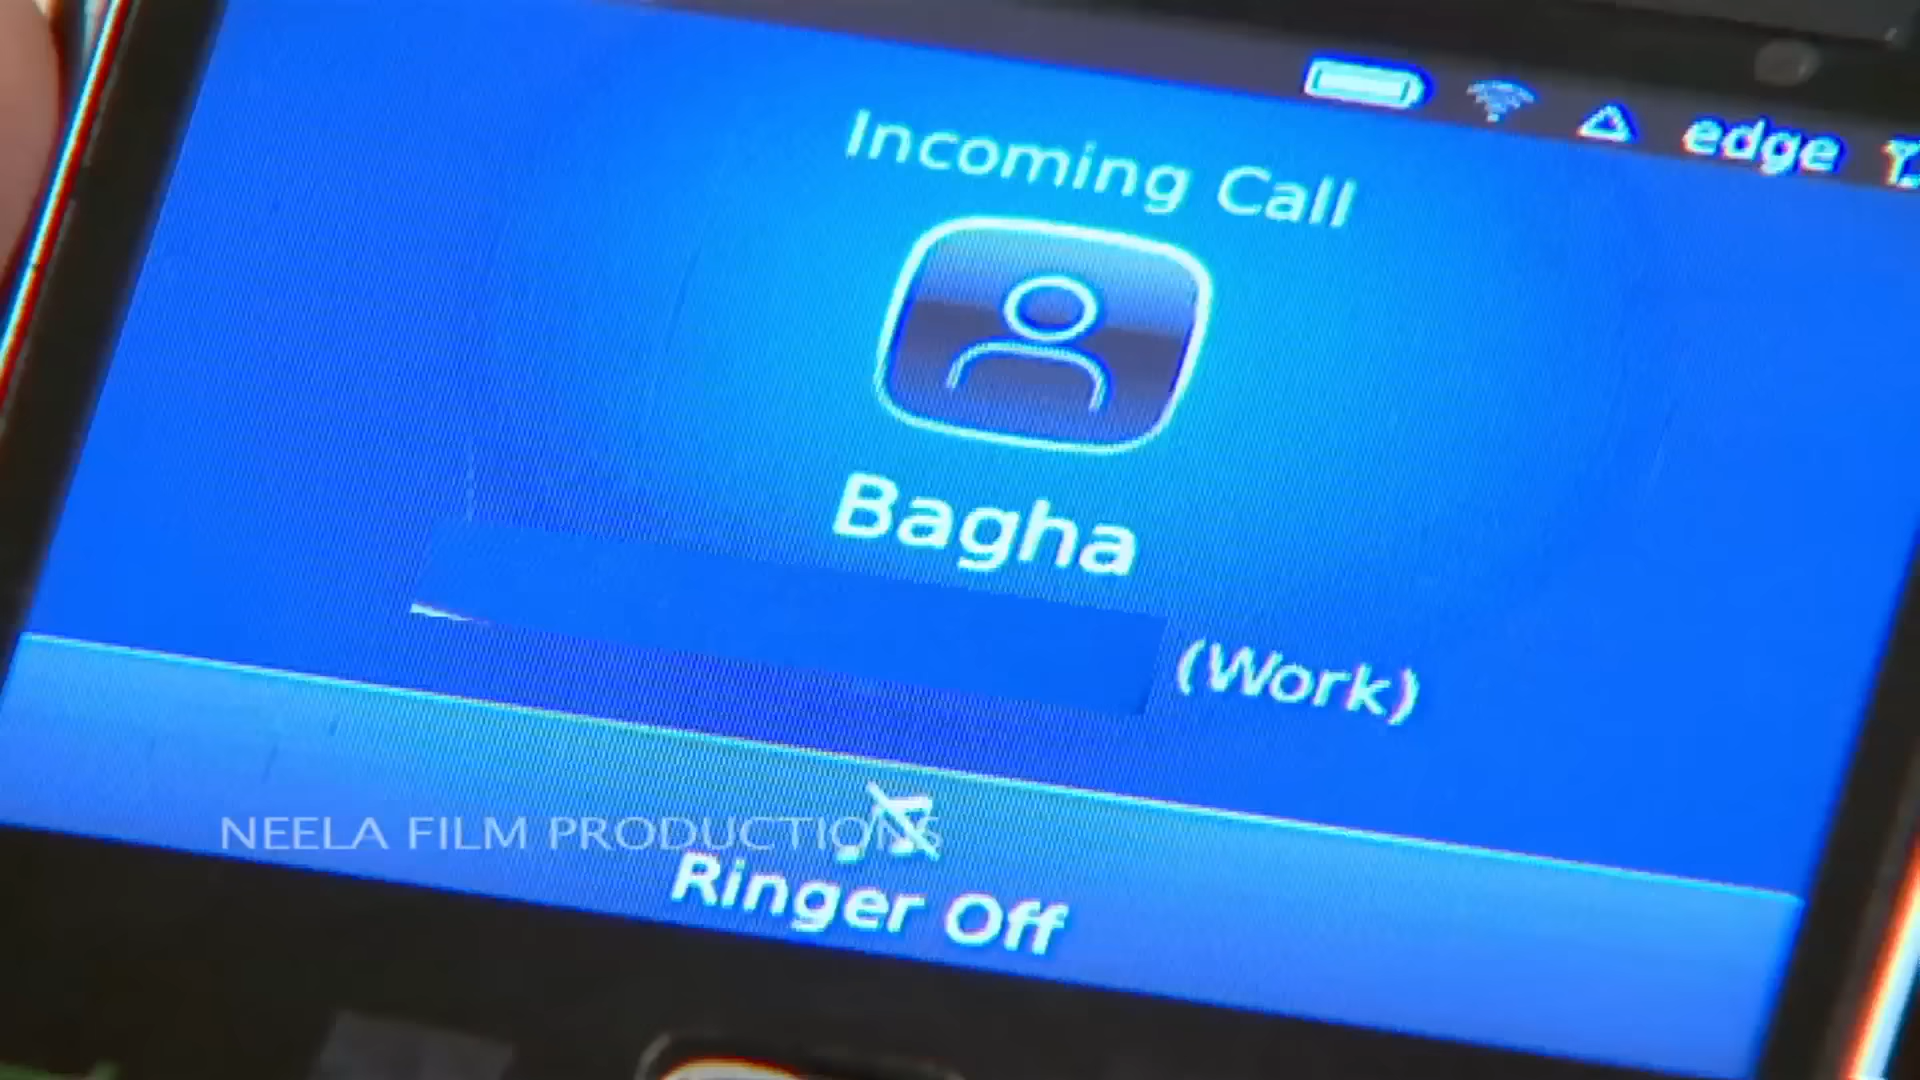 edge
Incoming Call
Bagha
(Work)
NEELA FILM PRODUCTIONS
Ringer Off